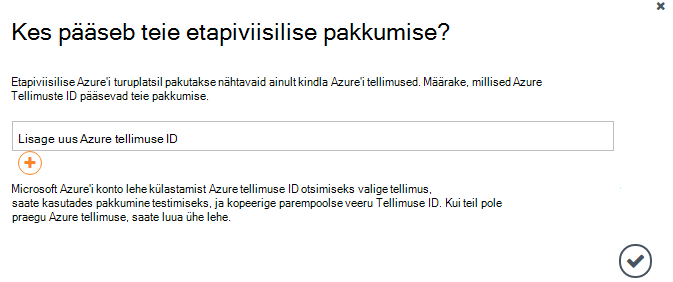 Kes pääseb teie etapiviisilise pakkumise?
Etapiviisilise Azure'i turuplatsil pakutakse nähtavaid ainult kindla Azure'i tellimused. Määrake, millised Azure
Tellimuste ID pääsevad teie pakkumise.
Lisage uus Azure tellimuse ID
Microsoft Azure'i konto lehe külastamist Azure tellimuse ID otsimiseks valige tellimus,
saate kasutades pakkumine testimiseks, ja kopeerige parempoolse veeru Tellimuse ID. Kui teil pole
praegu Azure tellimuse, saate luua ühe lehe.